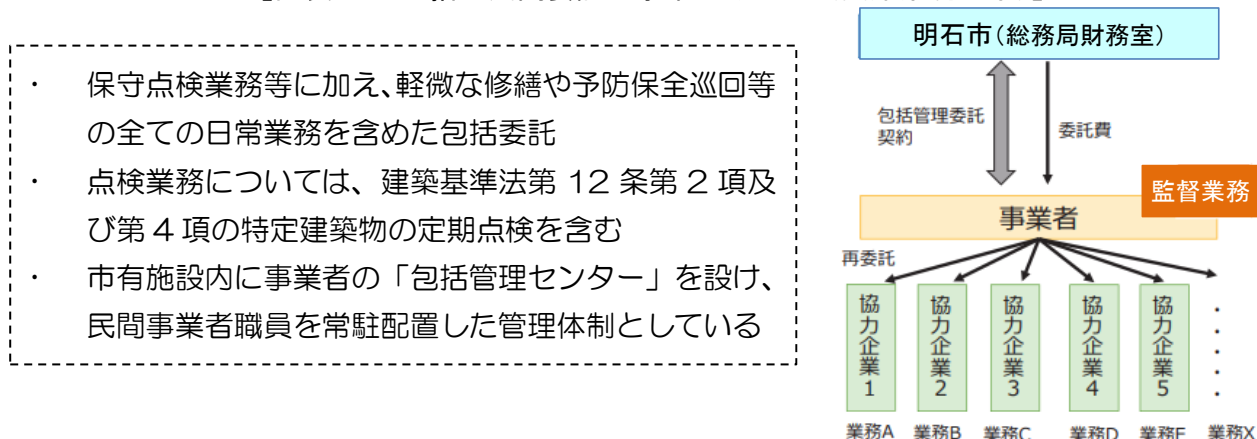 ・ 保守点検業務等に加え、軽微な修繕や予防保全巡回等
の全ての日常業務を含めた包括委託
・ 点検業務については、建築基準法第 12 条第 2 項及
び第 4 項の特定建築物の定期点検を含む
・ 市有施設内に事業者の「包括管理センター」を設け、
民間事業者職員を常駐配置した管理体制としている
明石市(総務局財務室)
包括管理委託
契約
委託費
監督業務
事業者
再委託
協力企業1
協力企業2
協力企業3
協力企業4
協力企業5
・・・・・
業務A
業務B
業務C
業務D
業務E
業務X